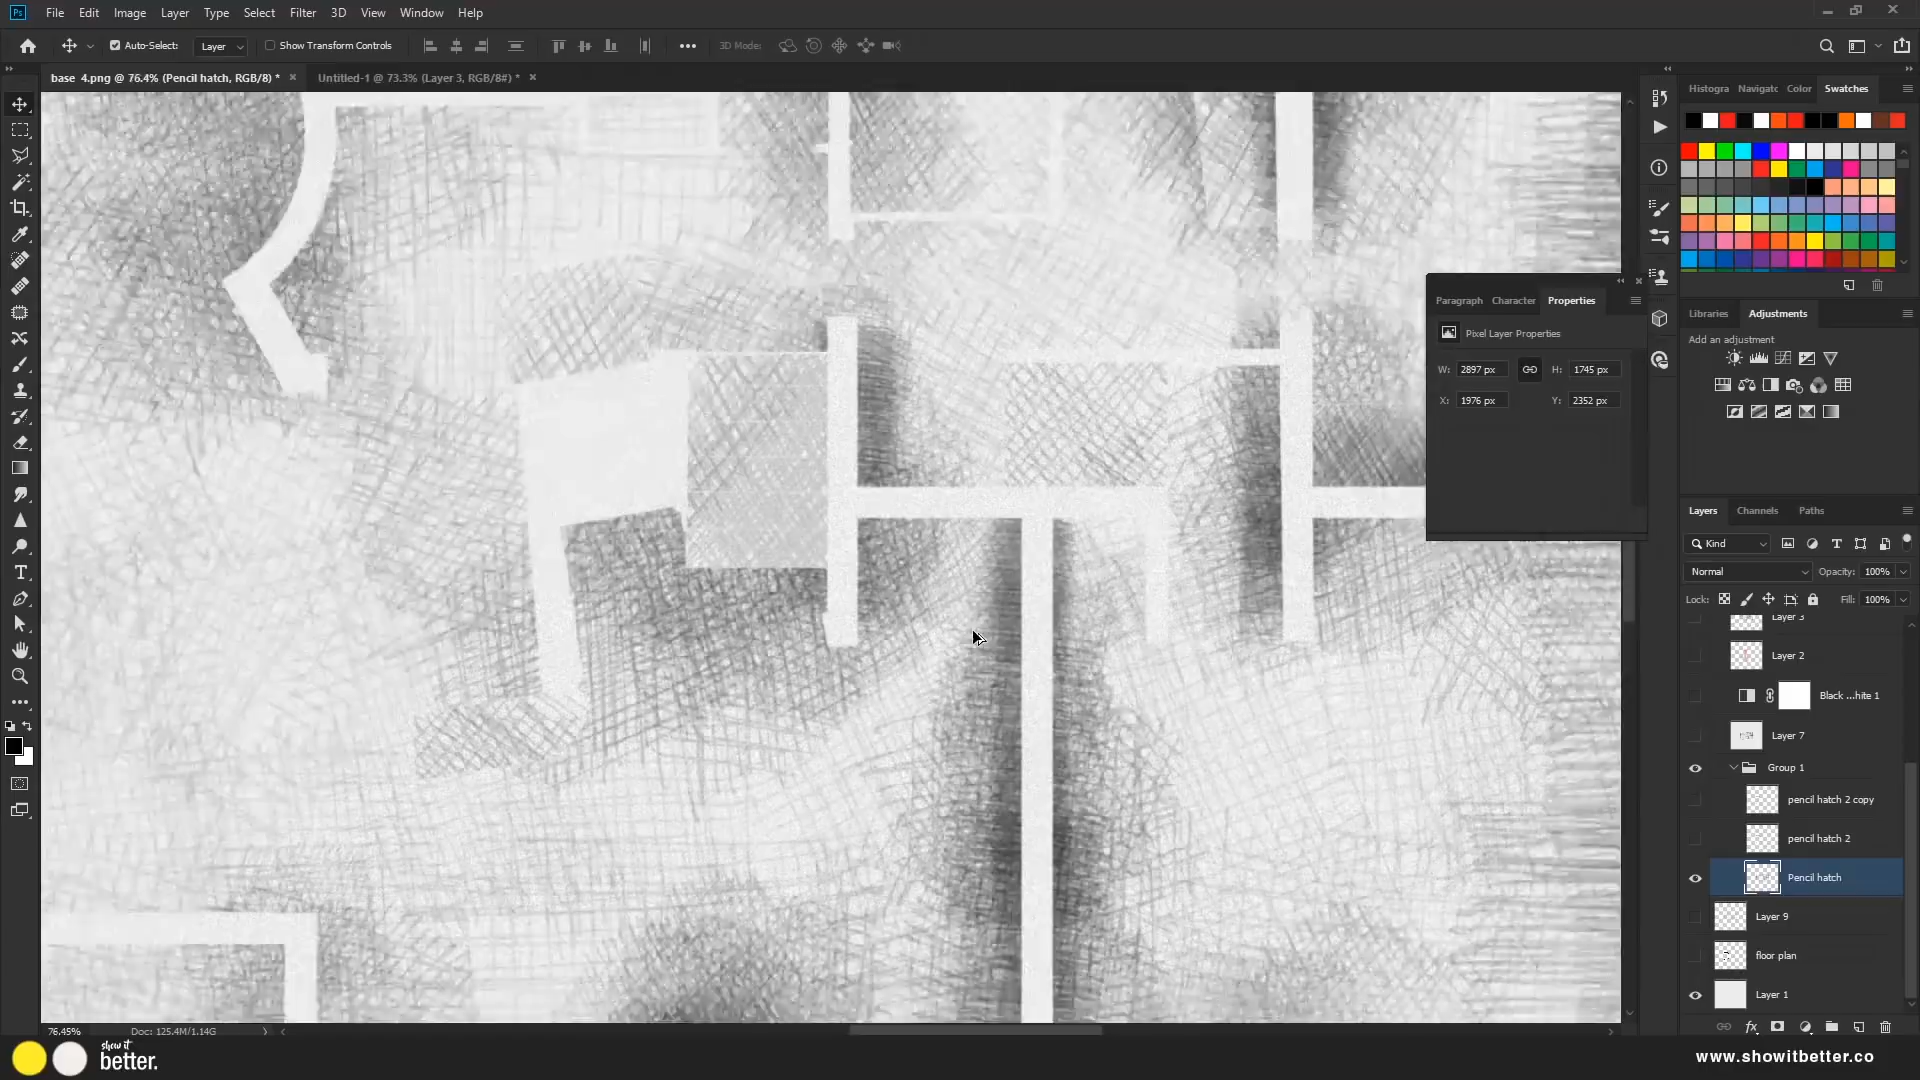 Ps File Edit Image Layer Type Select Filter 3D View Window Help
Auto-Select: Layer Show Transform Controls 3D Mode:
base 4.png @ 76.4% (Pencil hatch, RGB/8) * Untitled-1 @ 73.3% (Layer 3, RGB/8#) *
Histogra Navigatc Color Swatches
Paragraph Character Properties
Pixel Layer Properties
W: 2897 px H: 1745 px
X: 1976 px Y: 2352 px
Libraries Adjustments
Add an adjustment
Layers Channels Paths
Kind
Normal Opacity: 100%
Lock: Fill: 100%
Layer 3
Layer 2
Black ...hite 1
Layer 7
Group 1
pencil hatch 2 copy
pencil hatch 2
Pencil hatch
Layer 9
floor plan
Layer 1
76.45% Doc: 125.4M/1.14G
show it
better.
www.showitbetter.co